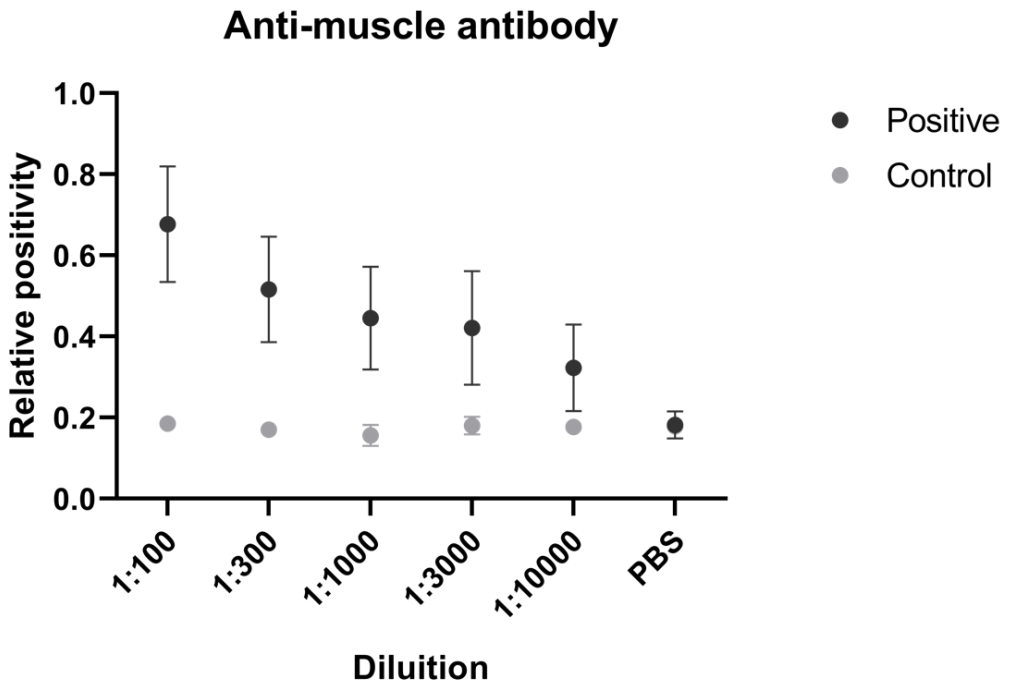 Anti-muscle antibody
Relative positivity
1.0
0.8
0.6
0.4
0.2
0.0
1:100
1:300
1:1000
1:3000
1:10000
PBS
Diluition
Positive
Control